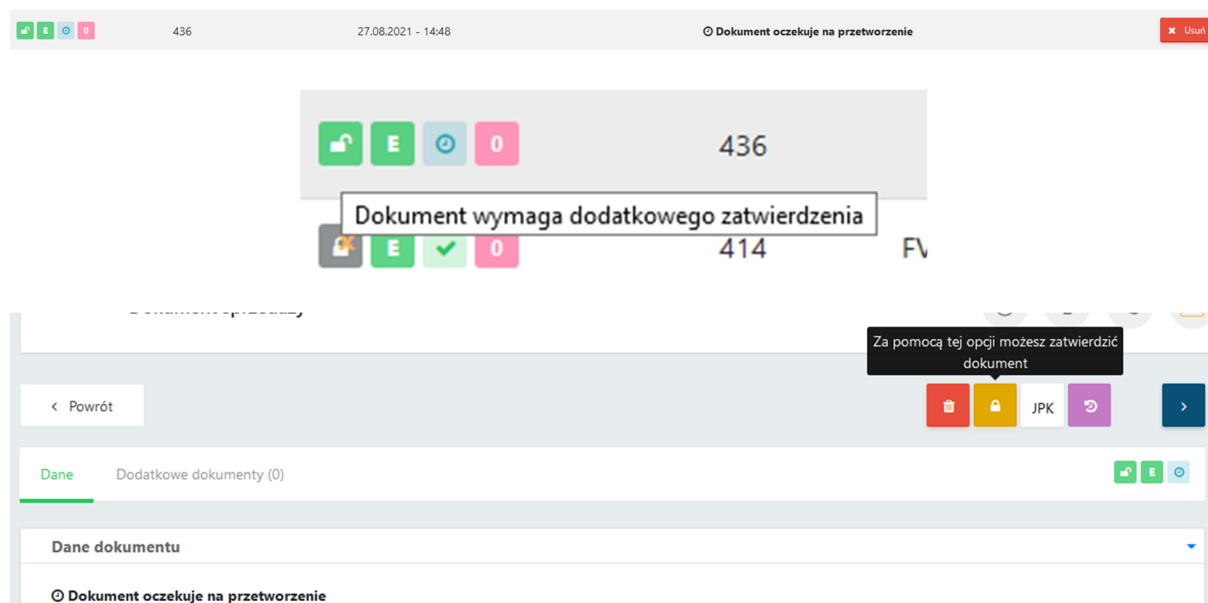 E 0 436 27.08.2021 - 14:48 Dokument oczekuje na przetworzenie Usuń
E 0 436
Dokument wymaga dodatkowego zatwierdzenia
E 0 414 FV
Za pomocą tej opcji możesz zatwierdzić
dokument
Powrót JPK
Dane Dodatkowe dokumenty (0) E
Dane dokumentu
Dokument oczekuje na przetworzenie